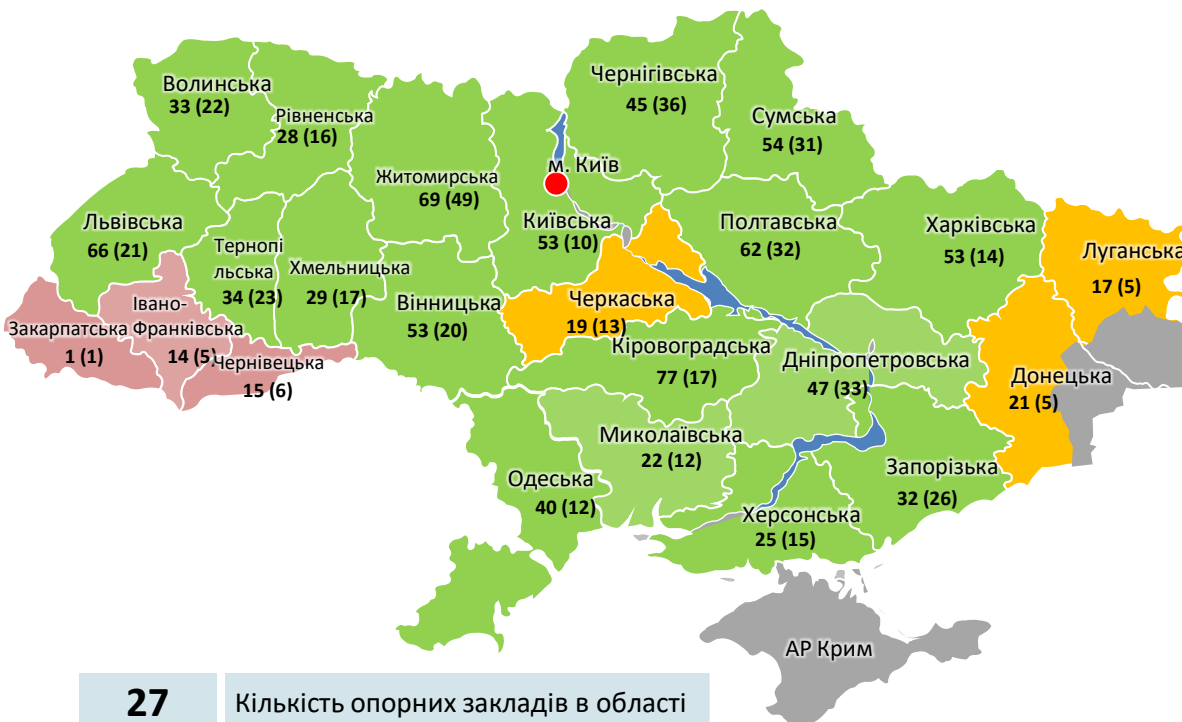 Чернігівська
45 (36)
Волинська
33 (22)
Рівненська
28 (16)
Сумська
54 (31)
м. Київ
Житомирська
69 (49)
Київська
53 (10)
Полтавська
62 (32)
Харківська
53 (14)
Луганська
17 (5)
Львівська
66 (21)
Тернопі
льська
34 (23)
Хмельницька
29 (17)
Вінницька
53 (20)
Черкаська
19 (13)
Закарпатська
1 (1)
Івано-
Франківська
14 (5)
Чернівецька
15 (6)
Кіровоградська
77 (17)
Дніпропетровська
47 (33)
Донецька
21 (5)
Миколаївська
22 (12)
Запорізька
32 (26)
Одеська
40 (12)
Херсонська
25 (15)
АР Крим
27 Кількість опорних закладів в області